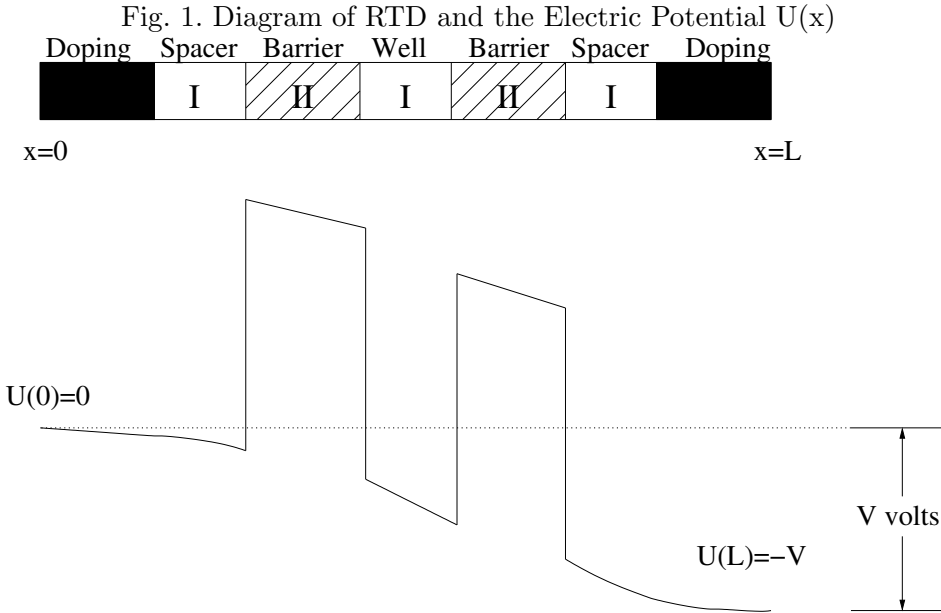 Fig. 1. Diagram of RTD and the Electric Potential U(x)
Doping Spacer Barrier Well Barrier Spacer Doping
I II I II I
x=0 x=L
U(0)=0
V volts
U(L)=−V